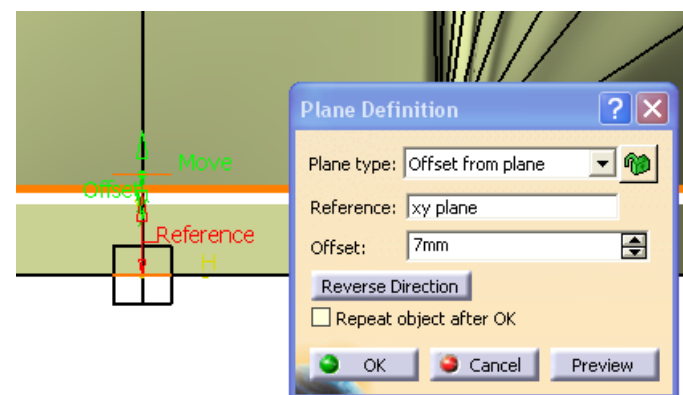 Plane Definition
Plane type: Offset from plane
Move
Offset
Reference: xy plane
Reference
Offset: 7mm
H
Reverse Direction
Repeat object after OK
OK Cancel Preview